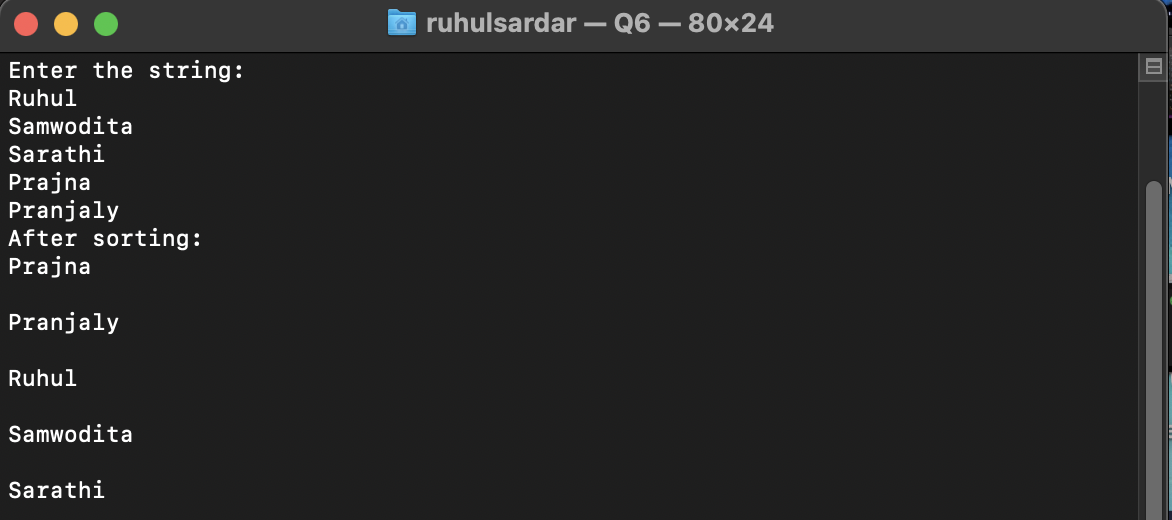 ruhulsardar — Q6 — 80×24
Enter the string:
Ruhul
Samwodita
Sarathi
Prajna
Pranjaly
After sorting:
Prajna
Pranjaly
Ruhul
Samwodita
Sarathi